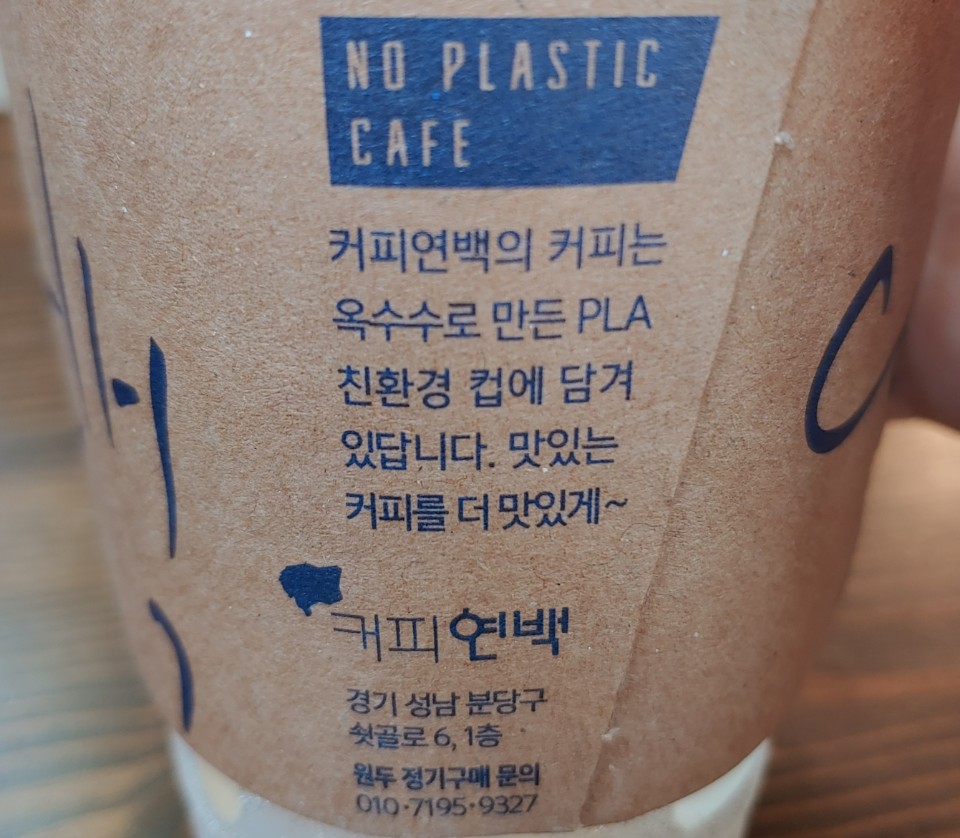 NO PLASTIC
CAFE
커피연백의 커피는
옥수수로 만든 PLA
친환경 컵에 담겨
있답니다. 맛있는
커피를 더 맛있게~
커피연백
경기 성남 분당구
쇳골로 6, 1층
원두 정기구매 문의
010·7195·9327